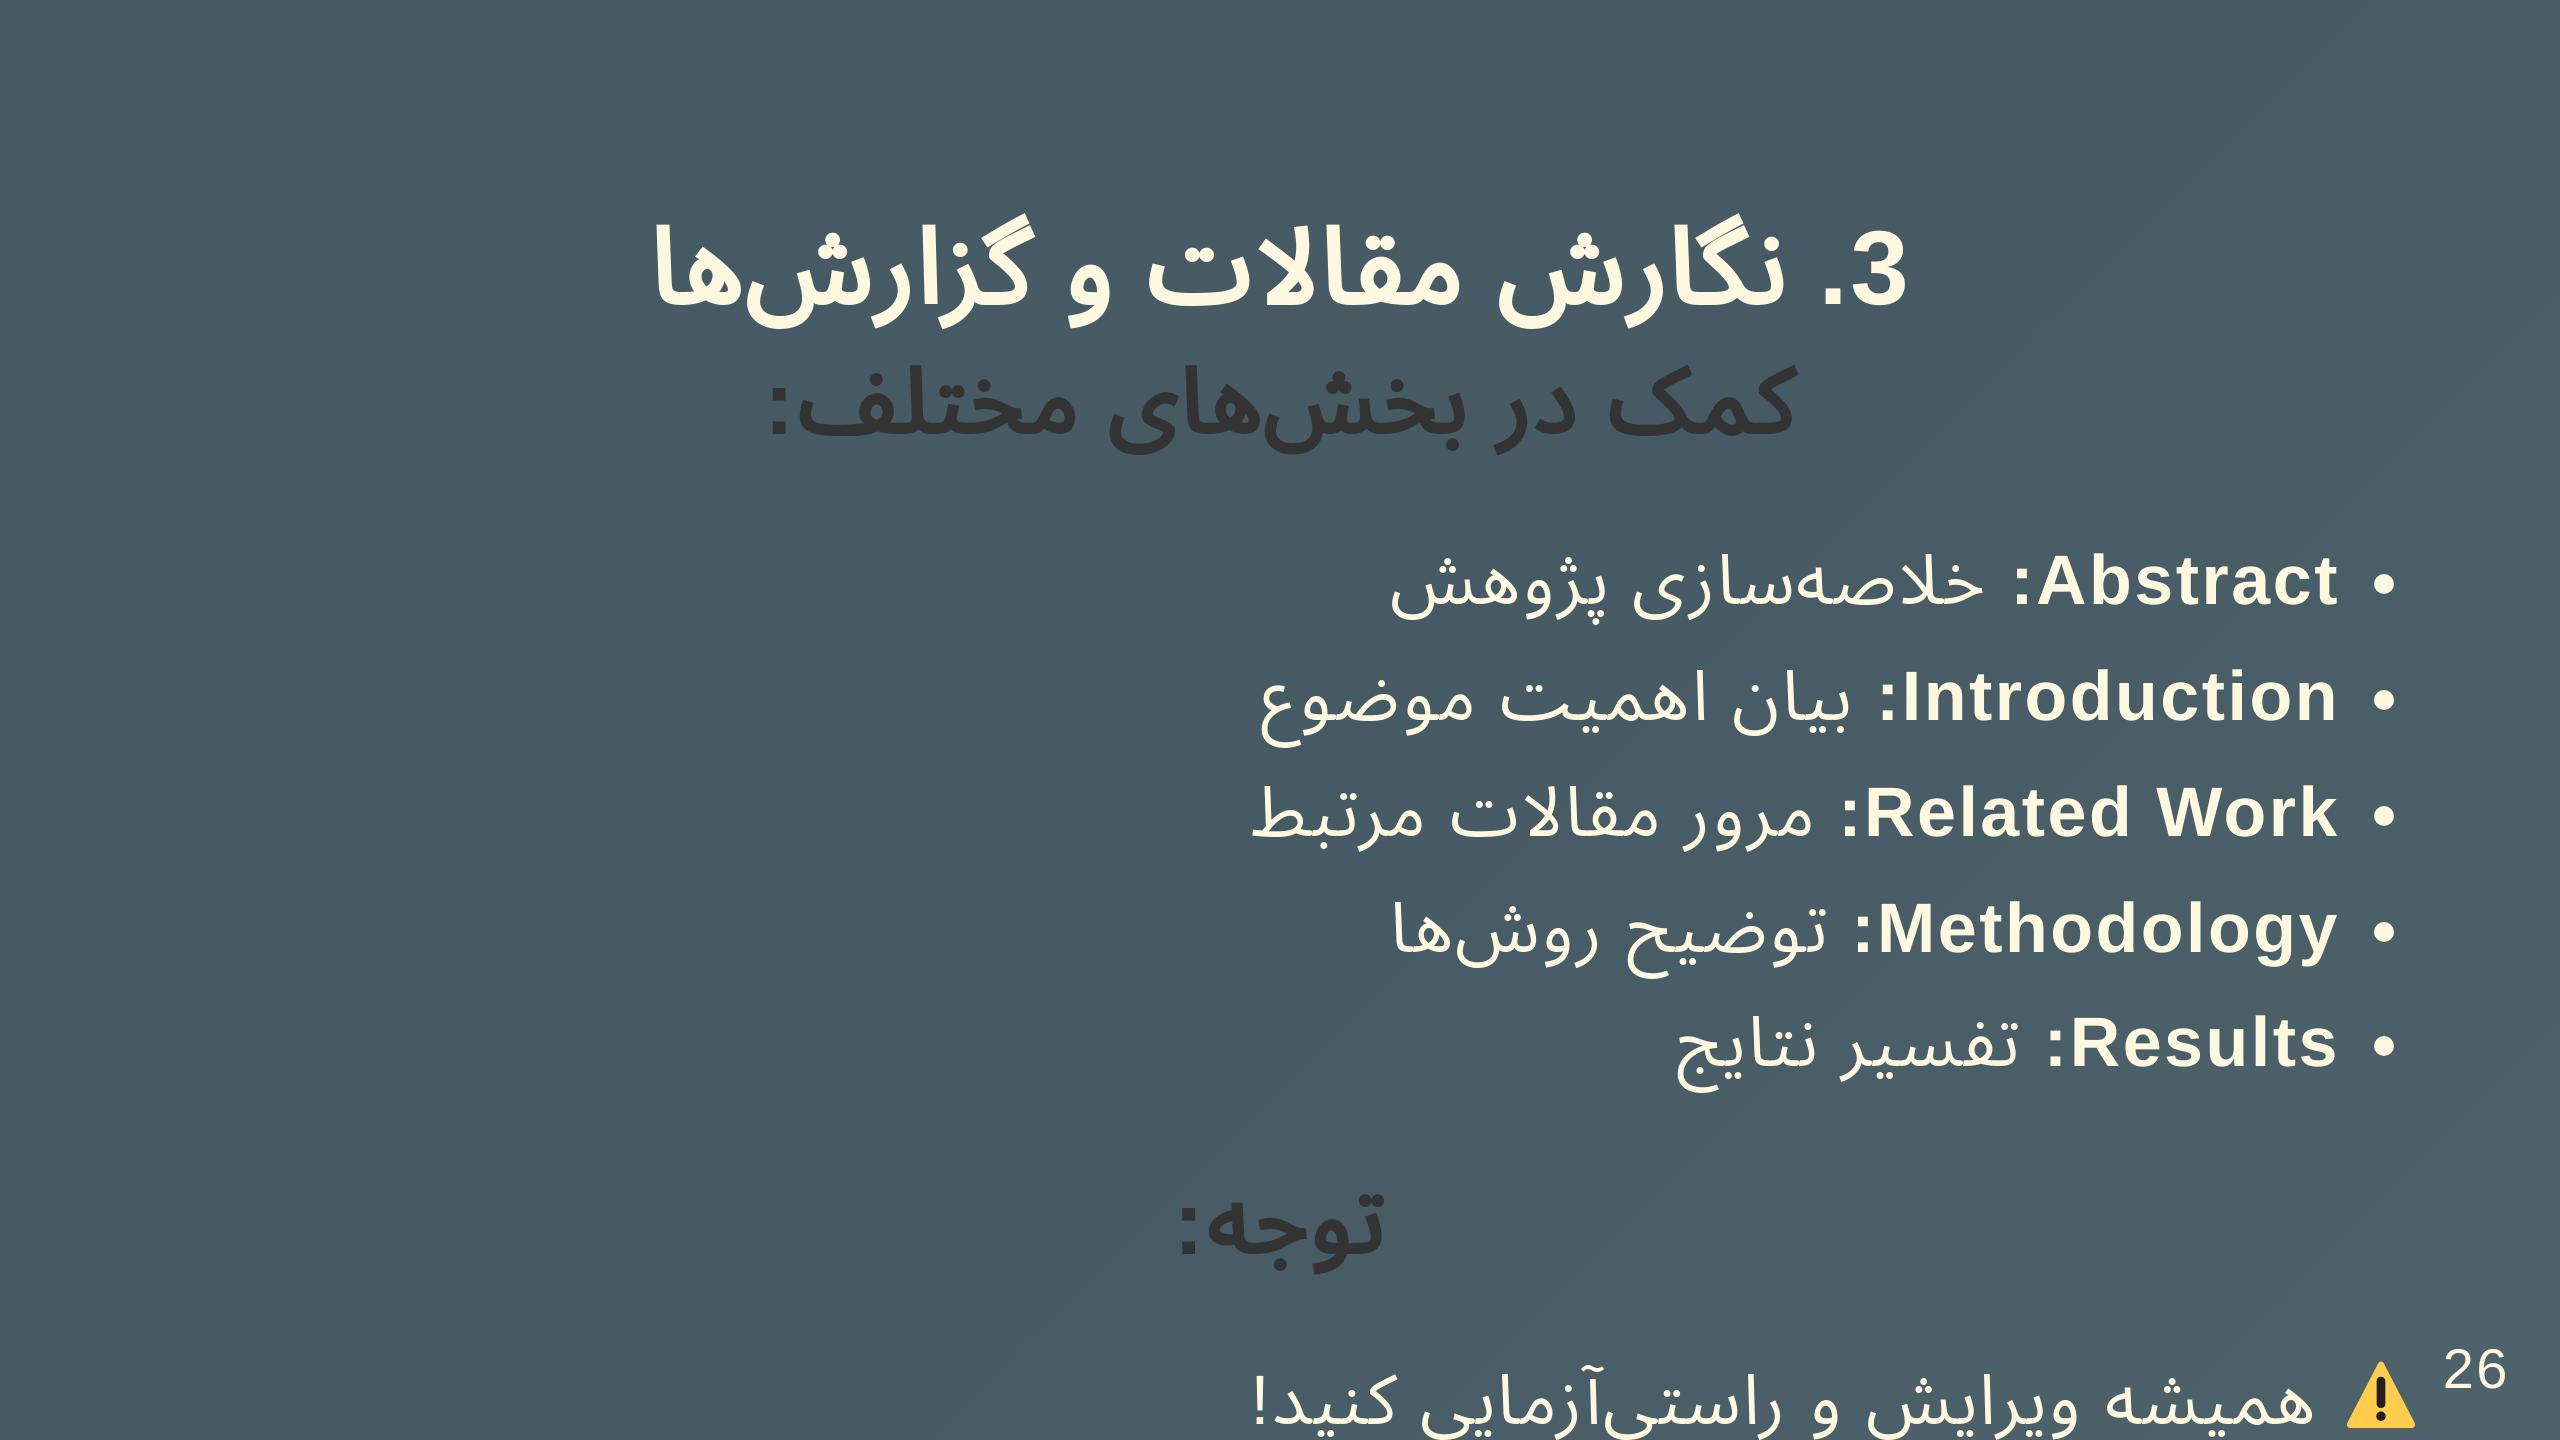 3. نگارش مقالات و گزارش‌ها
کمک در بخش‌های مختلف:
• Abstract: خلاصه‌سازی پژوهش
• Introduction: بیان اهمیت موضوع
• Related Work: مرور مقالات مرتبط
• Methodology: توضیح روش‌ها
• Results: تفسیر نتایج
توجه:
⚠️ همیشه ویرایش و راستی‌آزمایی کنید!
26